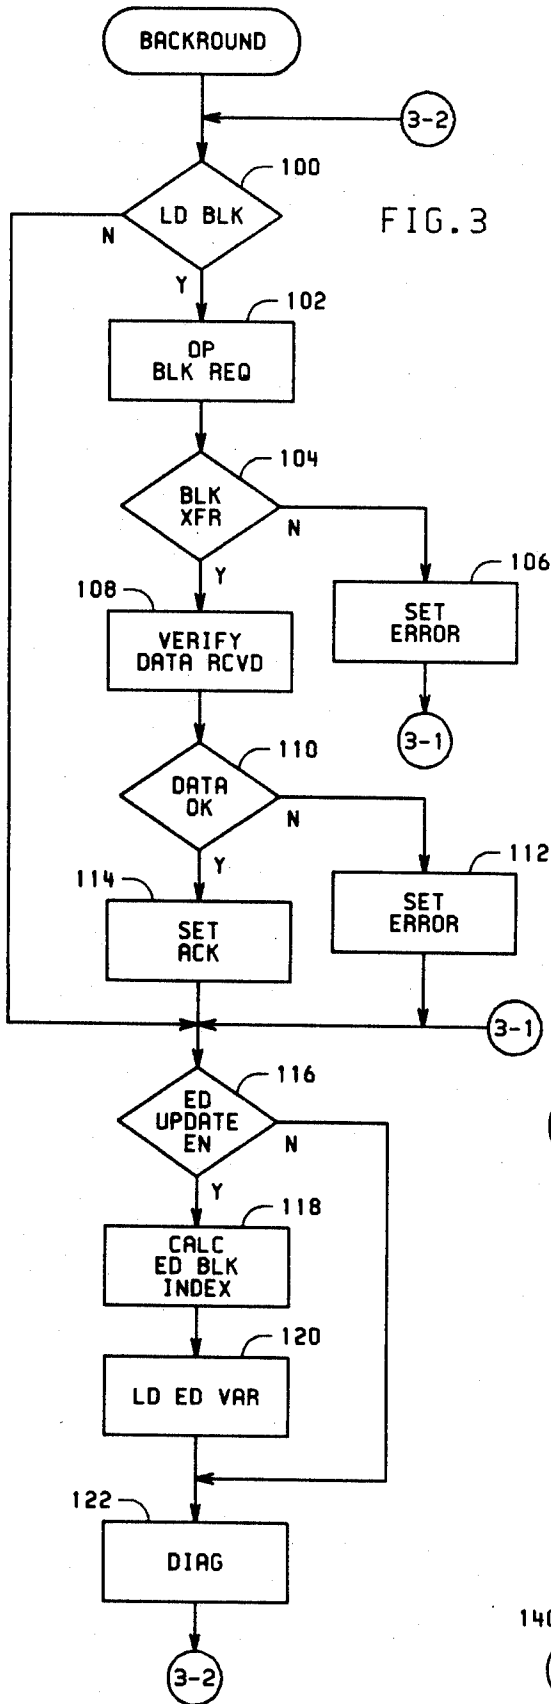 BACKROUND
3-2
100
LD BLK
FIG.3
N
Y
102
OP
BLK REQ
104
BLK
XFR
N
Y
106
SET
ERROR
108
VERIFY
DATA RCVD
3-1
110
DATA
OK
N
Y
112
SET
ERROR
114
SET
ACK
3-1
116
ED
UPDATE
EN
N
Y
118
CALC
ED BLK
INDEX
120
LD ED VAR
122
DIAG
140
3-2